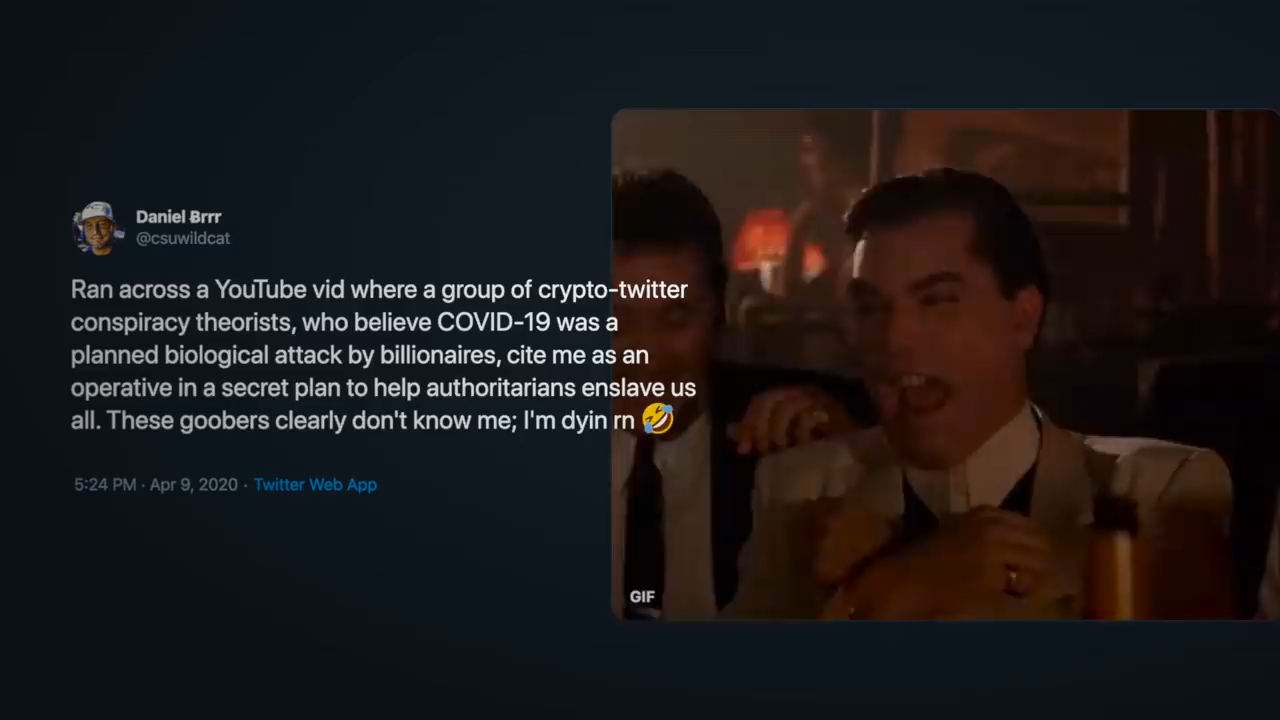 Daniel Ƀrrr
@csuwildcat
Ran across a YouTube vid where a group of crypto-twitter
conspiracy theorists, who believe COVID-19 was a
planned biological attack by billionaires, cite me as an
operative in a secret plan to help authoritarians enslave us
all. These goobers clearly don't know me; I'm dyin rn 🤣
5:24 PM · Apr 9, 2020 · Twitter Web App
GIF